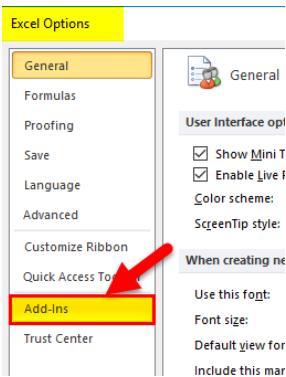 Excel Options
General
Formulas
Proofing
Save
Language
Advanced
Customize Ribbon
Quick Access
Add-Ins
Trust Center
General
User Interface
Show Mini
Enable Live
Color scheme:
ScreenTip style:
When creating
Use this font:
Font size:
Default view for
Include this